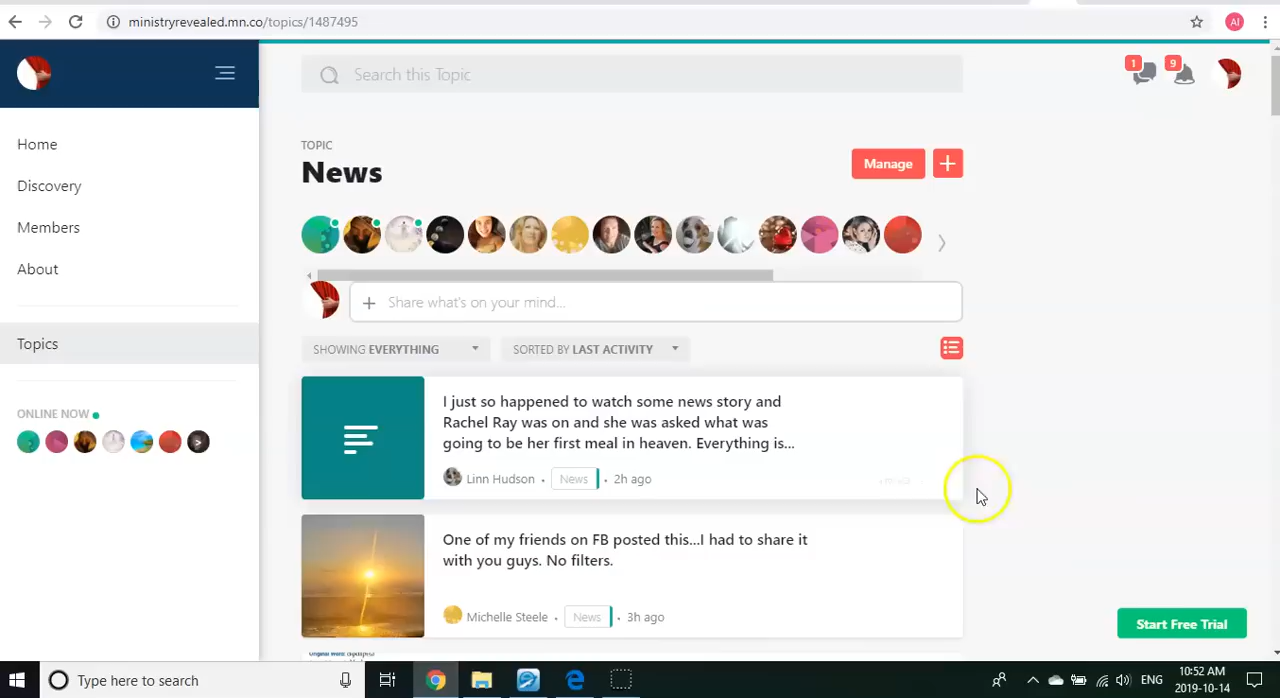 ministryrevealed.mn.co/topics/1487495
AI
Search this Topic
1
9
Home
Discovery
Members
About
Topics
ONLINE NOW
TOPIC
News
Manage
Share what's on your mind...
SHOWING EVERYTHING
SORTED BY LAST ACTIVITY
I just so happened to watch some news story and
Rachel Ray was on and she was asked what was
going to be her first meal in heaven. Everything is...
Linn Hudson · News · 2h ago
One of my friends on FB posted this...I had to share it
with you guys. No filters.
Michelle Steele · News · 3h ago
Start Free Trial
Type here to search
ENG
10:52 AM
2019-10-14